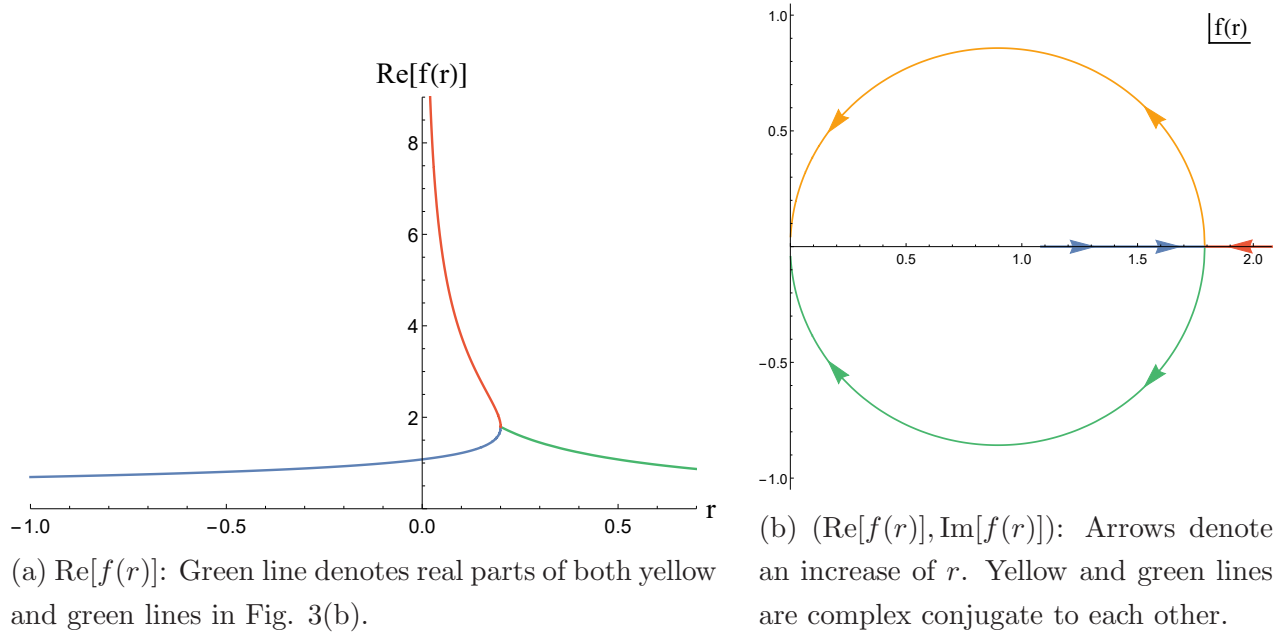 Re[f(r)]
8
6
4
2
−1.0
−0.5
0.0
0.5
r
(a) Re[f(r)]: Green line denotes real parts of both yellow
and green lines in Fig. 3(b).
1.0
f(r)
0.5
0.5
1.0
1.5
2.0
−0.5
−1.0
(b) (Re[f(r)], Im[f(r)]): Arrows denote
an increase of r. Yellow and green lines
are complex conjugate to each other.